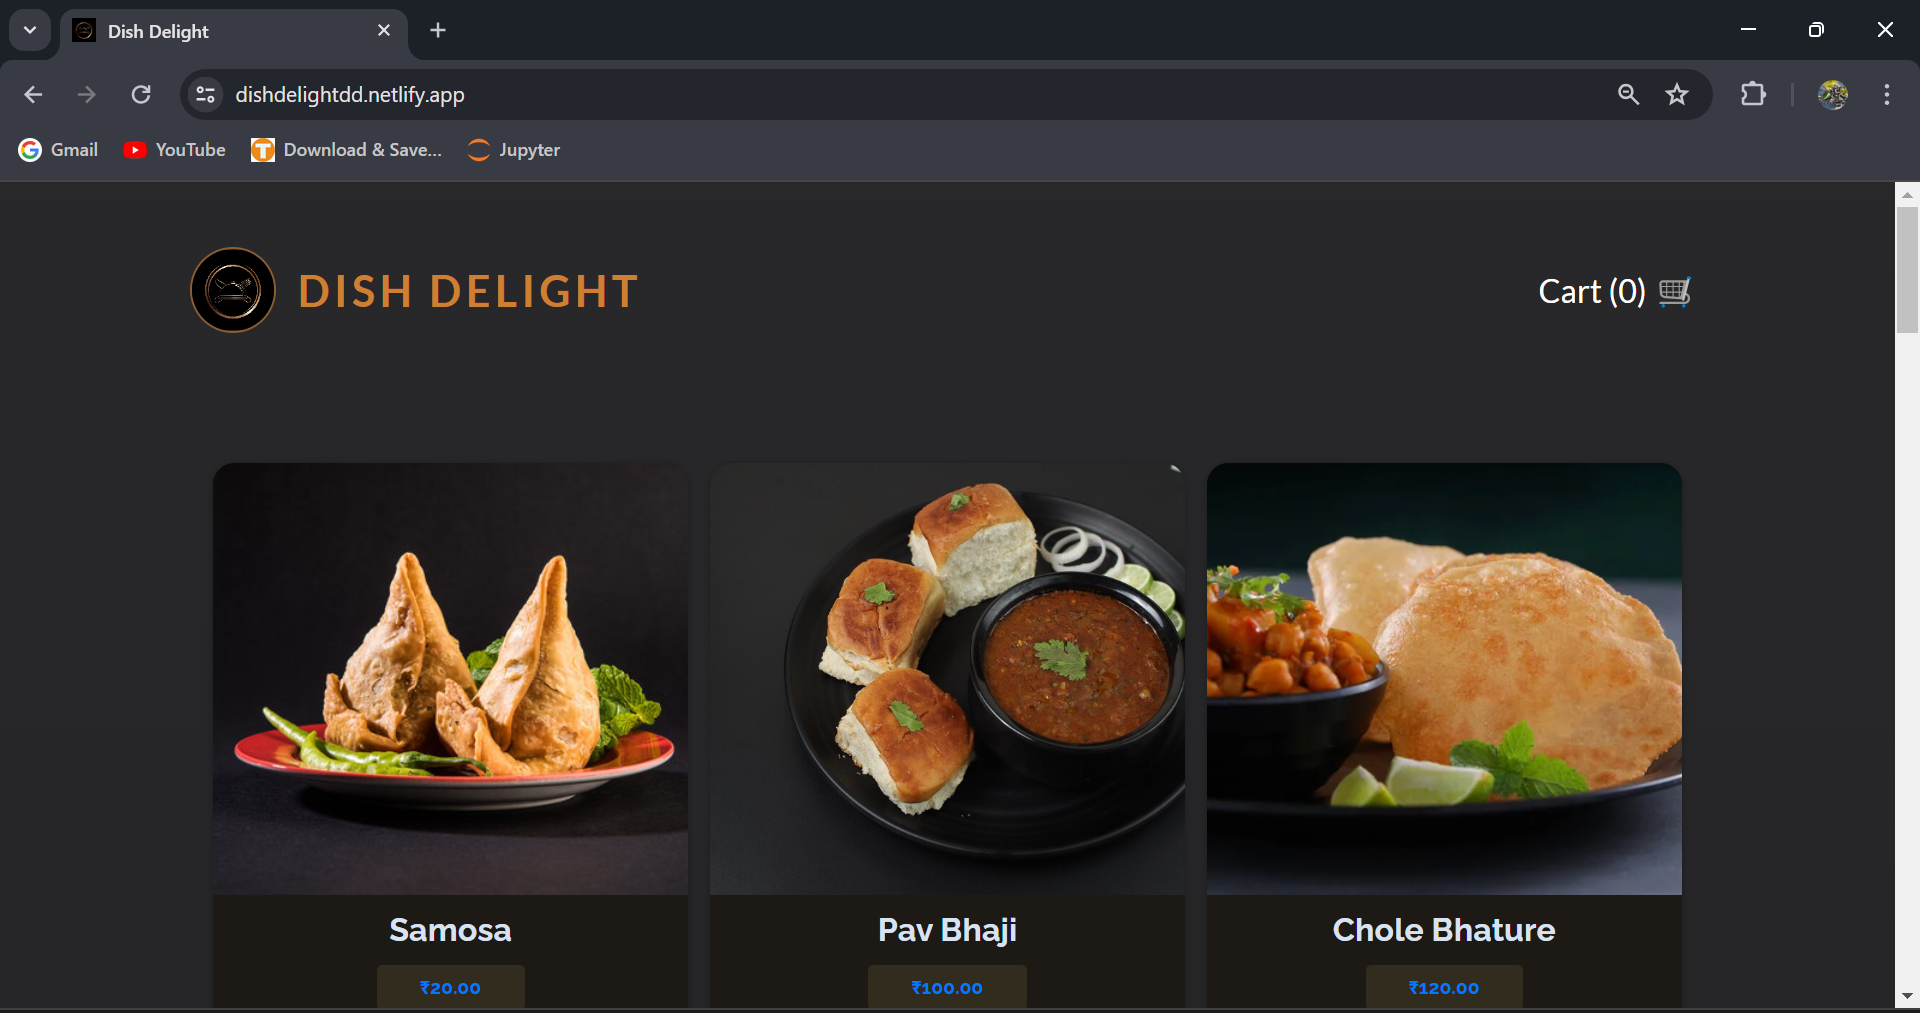 Dish Delight
dishdelightdd.netlify.app
Gmail YouTube Download & Save... Jupyter
DISH DELIGHT
Cart (0)
Samosa Pav Bhaji Chole Bhature
₹20.00 ₹100.00 ₹120.00